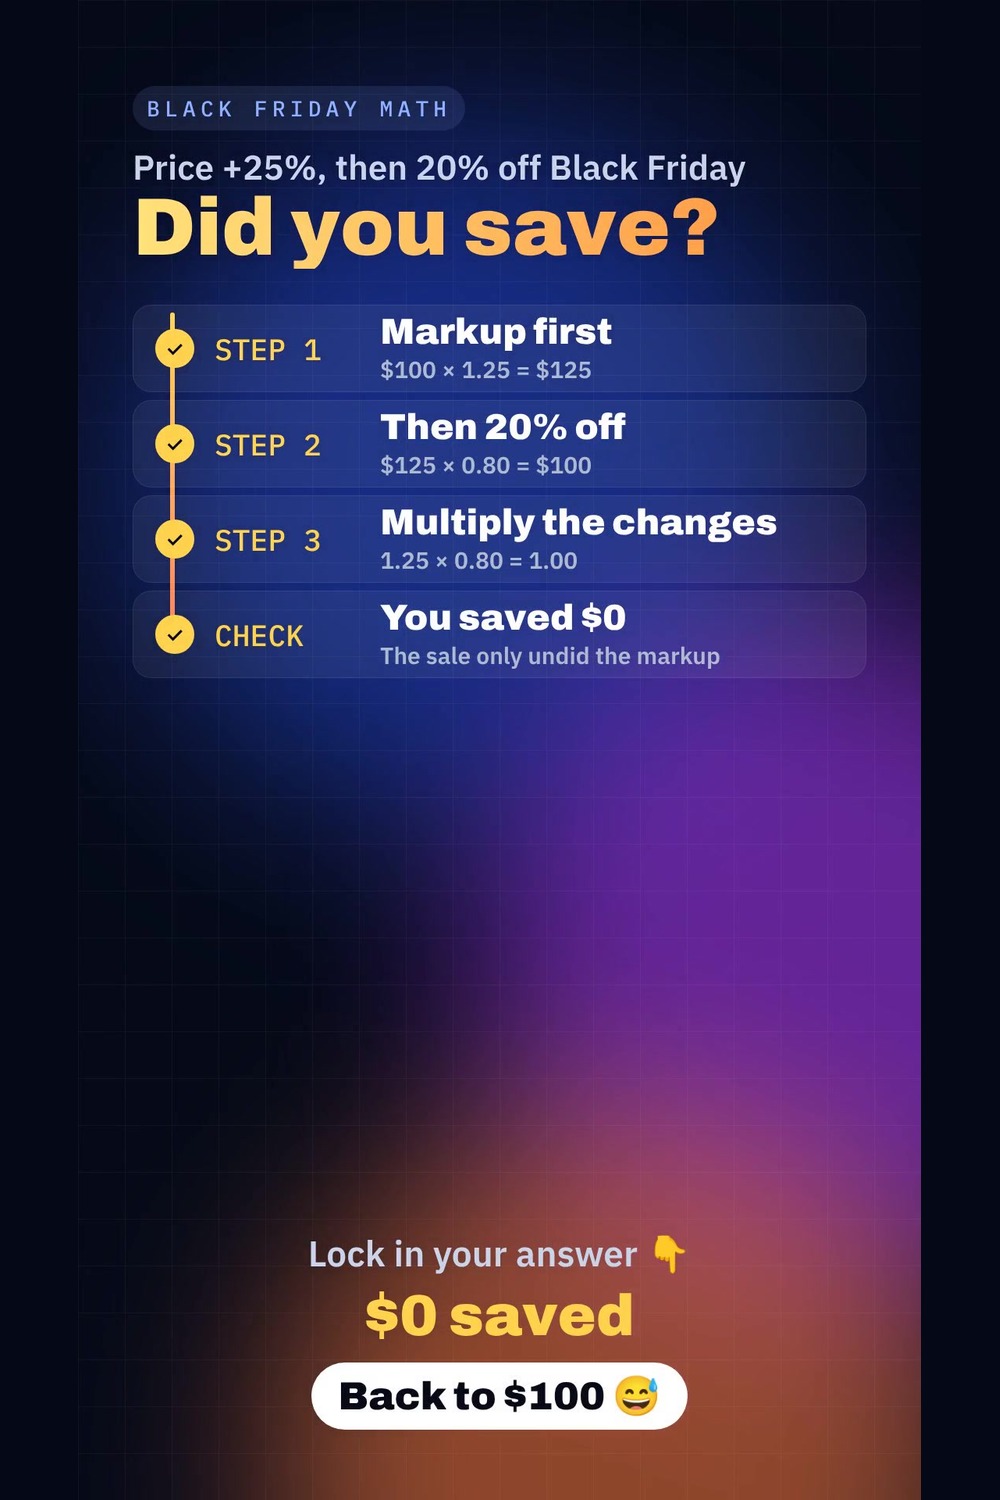 BLACK FRIDAY MATH
Price +25%, then 20% off Black Friday
Did you save?
STEP 1
Markup first
$100 × 1.25 = $125
STEP 2
Then 20% off
$125 × 0.80 = $100
STEP 3
Multiply the changes
1.25 × 0.80 = 1.00
CHECK
You saved $0
The sale only undid the markup
Lock in your answer 👇
$0 saved
Back to $100 😅